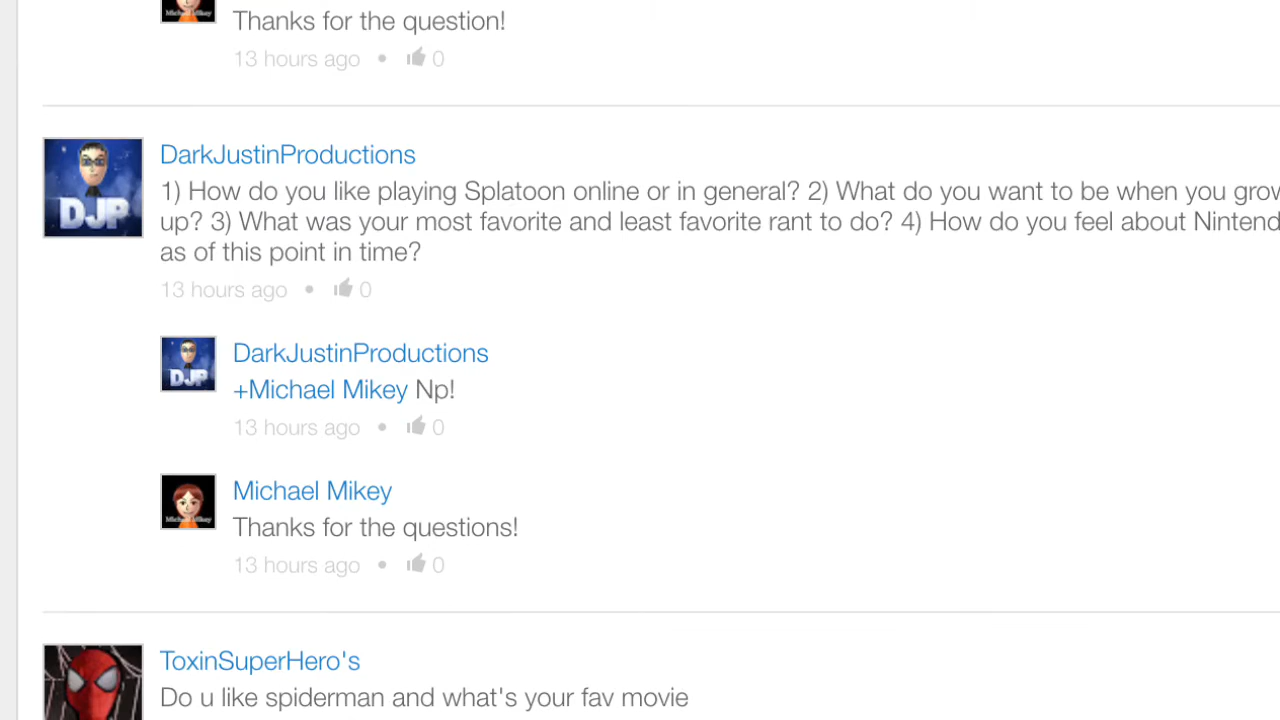 Thanks for the question!
13 hours ago • 0
DarkJustinProductions
1) How do you like playing Splatoon online or in general? 2) What do you want to be when you grow
up? 3) What was your most favorite and least favorite rant to do? 4) How do you feel about Nintend
as of this point in time?
DJP
13 hours ago • 0
DarkJustinProductions
+Michael Mikey Np!
DJP
13 hours ago • 0
Michael Mikey
Thanks for the questions!
Michael Mikey
13 hours ago • 0
ToxinSuperHero's
Do u like spiderman and what's your fav movie